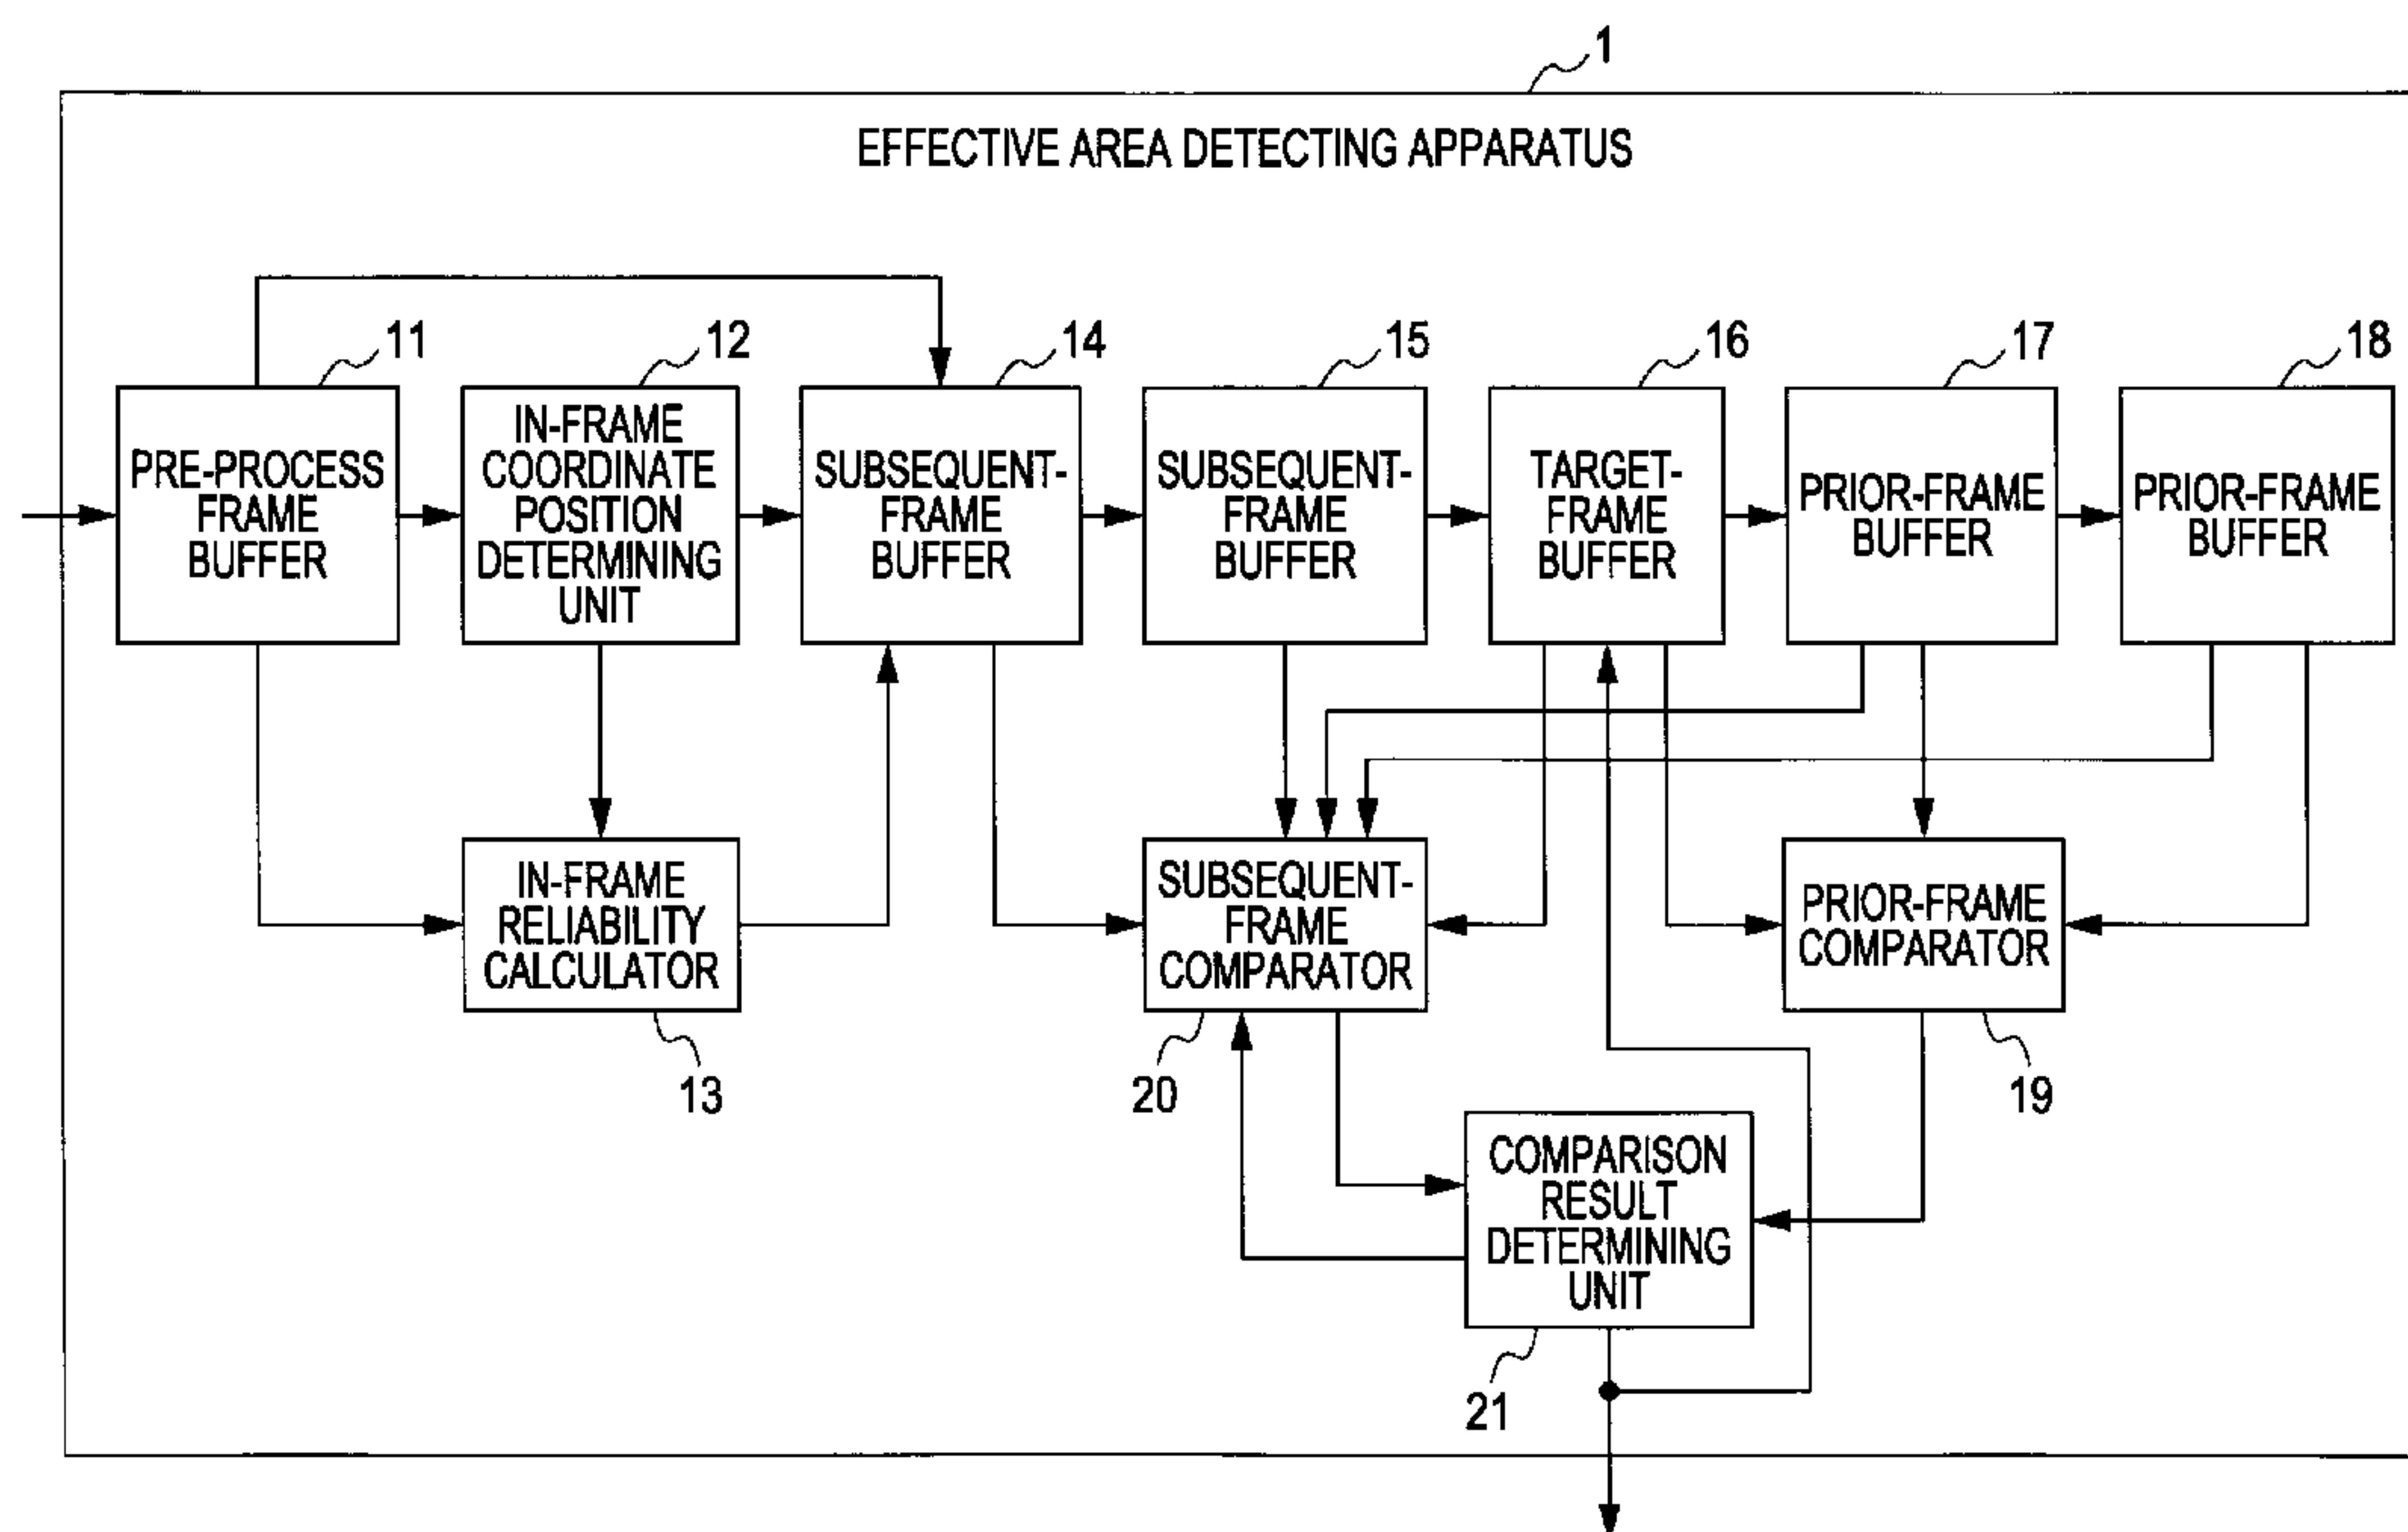 1
EFFECTIVE AREA DETECTING APPARATUS
11
12
14
15
16
17
18
PRE-PROCESS
FRAME
BUFFER
IN-FRAME
COORDINATE
POSITION
DETERMINING
UNIT
SUBSEQUENT-
FRAME
BUFFER
SUBSEQUENT-
FRAME
BUFFER
TARGET-
FRAME
BUFFER
PRIOR-FRAME
BUFFER
PRIOR-FRAME
BUFFER
IN-FRAME
RELIABILITY
CALCULATOR
SUBSEQUENT-
FRAME
COMPARATOR
PRIOR-FRAME
COMPARATOR
13
20
19
COMPARISON
RESULT
DETERMINING
UNIT
21